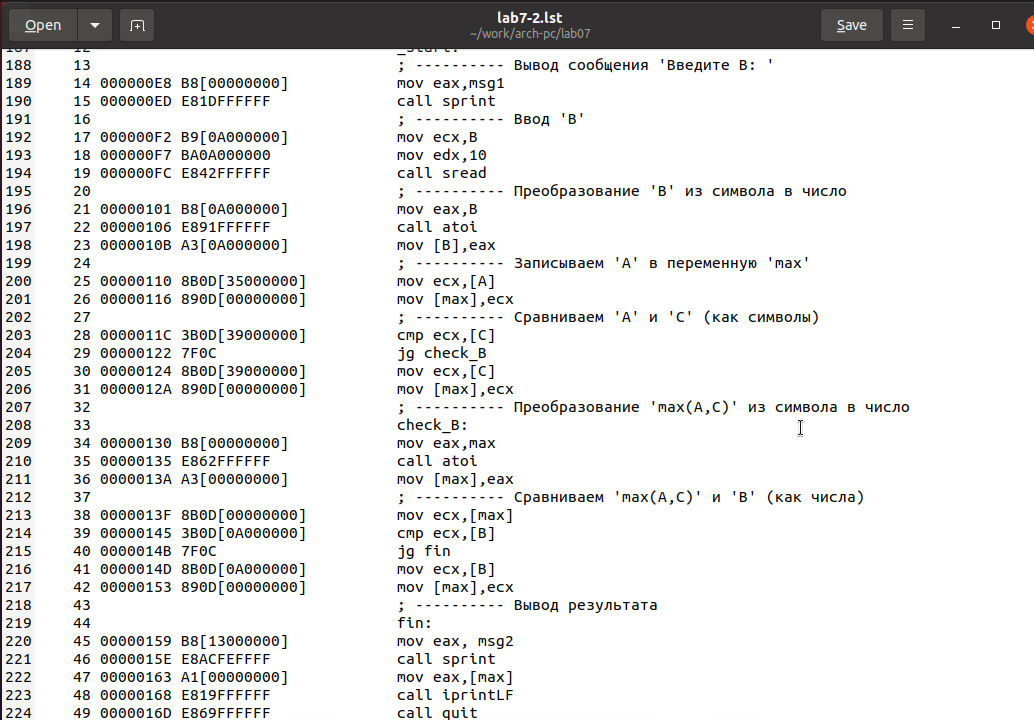 Open
lab7-2.lst
~/work/arch-pc/lab07
Save
187 12 _start:
188 13 ; ---------- Вывод сообщения 'Введите B: '
189 14 000000E8 B8[00000000] mov eax,msg1
190 15 000000ED E81DFFFFFF call sprint
191 16 ; ---------- Ввод 'B'
192 17 000000F2 B9[0A000000] mov ecx,B
193 18 000000F7 BA0A000000 mov edx,10
194 19 000000FC E842FFFFFF call sread
195 20 ; ---------- Преобразование 'B' из символа в число
196 21 00000101 B8[0A000000] mov eax,B
197 22 00000106 E891FFFFFF call atoi
198 23 0000010B A3[0A000000] mov [B],eax
199 24 ; ---------- Записываем 'A' в переменную 'max'
200 25 00000110 8B0D[35000000] mov ecx,[A]
201 26 00000116 890D[00000000] mov [max],ecx
202 27 ; ---------- Сравниваем 'A' и 'C' (как символы)
203 28 0000011C 3B0D[39000000] cmp ecx,[C]
204 29 00000122 7F0C jg check_B
205 30 00000124 8B0D[39000000] mov ecx,[C]
206 31 0000012A 890D[00000000] mov [max],ecx
207 32 ; ---------- Преобразование 'max(A,C)' из символа в число
208 33 check_B:
209 34 00000130 B8[00000000] mov eax,max
210 35 00000135 E862FFFFFF call atoi
211 36 0000013A A3[00000000] mov [max],eax
212 37 ; ---------- Сравниваем 'max(A,C)' и 'B' (как числа)
213 38 0000013F 8B0D[00000000] mov ecx,[max]
214 39 00000145 3B0D[0A000000] cmp ecx,[B]
215 40 0000014B 7F0C jg fin
216 41 0000014D 8B0D[0A000000] mov ecx,[B]
217 42 00000153 890D[00000000] mov [max],ecx
218 43 ; ---------- Вывод результата
219 44 fin:
220 45 00000159 B8[13000000] mov eax, msg2
221 46 0000015E E8ACFEFFFF call sprint
222 47 00000163 A1[00000000] mov eax,[max]
223 48 00000168 E819FFFFFF call iprintLF
224 49 0000016D E869FFFFFF call quit